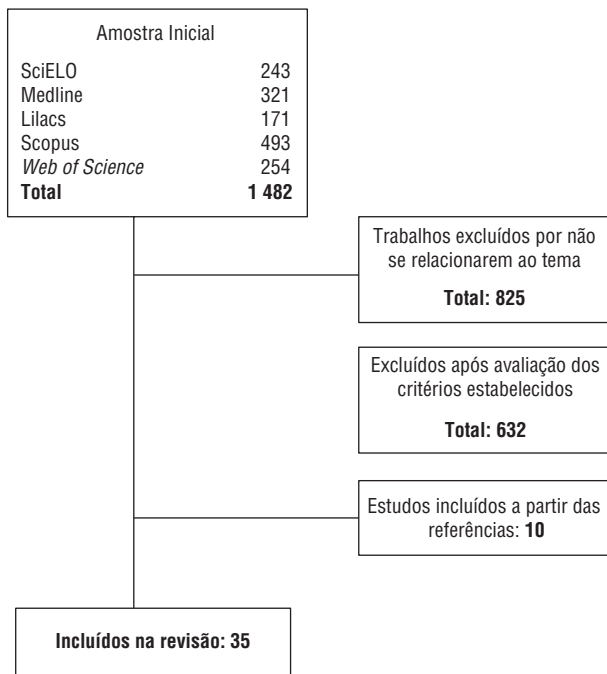 Amostra Inicial
SciELO 243
Medline 321
Lilacs 171
Scopus 493
Web of Science 254
Total 1 482
Trabalhos excluídos por não
se relacionarem ao tema
Total: 825
Excluídos após avaliação dos
critérios estabelecidos
Total: 632
Estudos incluídos a partir das
referências: 10
Incluídos na revisão: 35